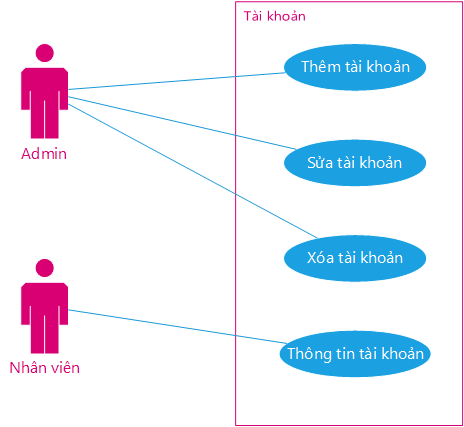 Tài khoản
Thêm tài khoản
Admin
Sửa tài khoản
Xóa tài khoản
Thông tin tài khoản
Nhân viên